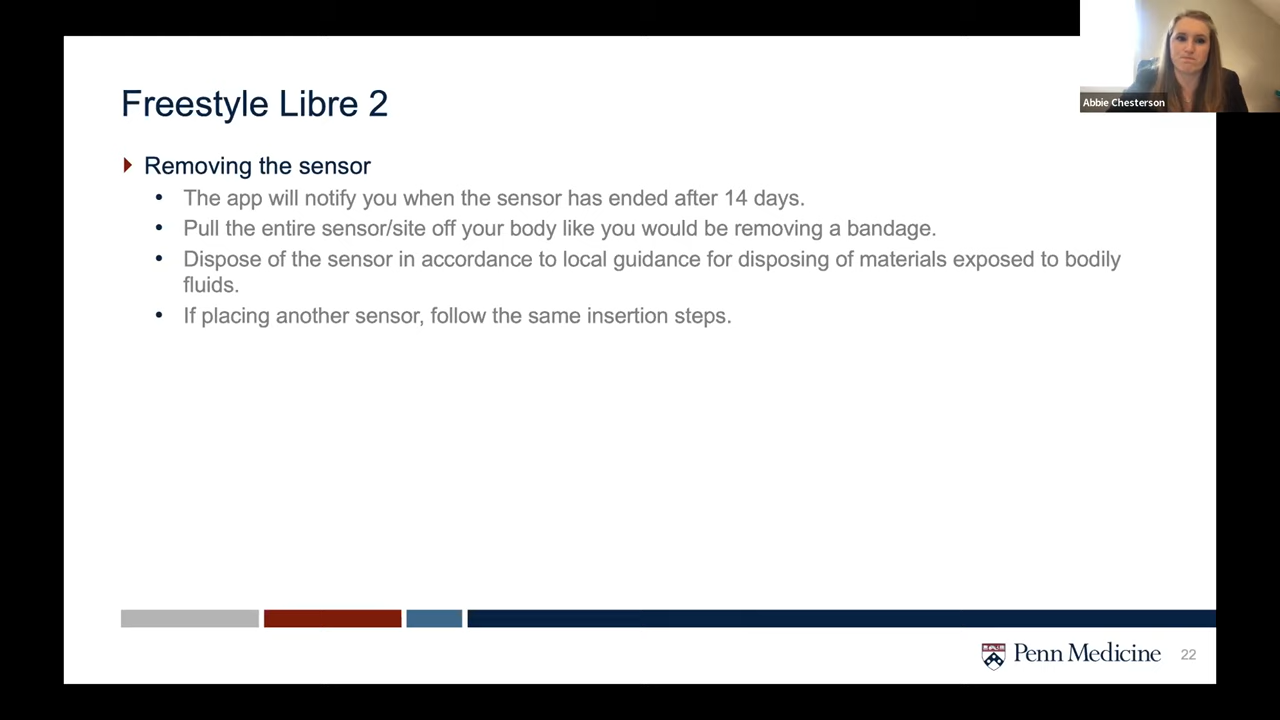 Freestyle Libre 2
Removing the sensor
• The app will notify you when the sensor has ended after 14 days.
• Pull the entire sensor/site off your body like you would be removing a bandage.
• Dispose of the sensor in accordance to local guidance for disposing of materials exposed to bodily
fluids.
• If placing another sensor, follow the same insertion steps.
Abbie Chesterson
Penn Medicine
22